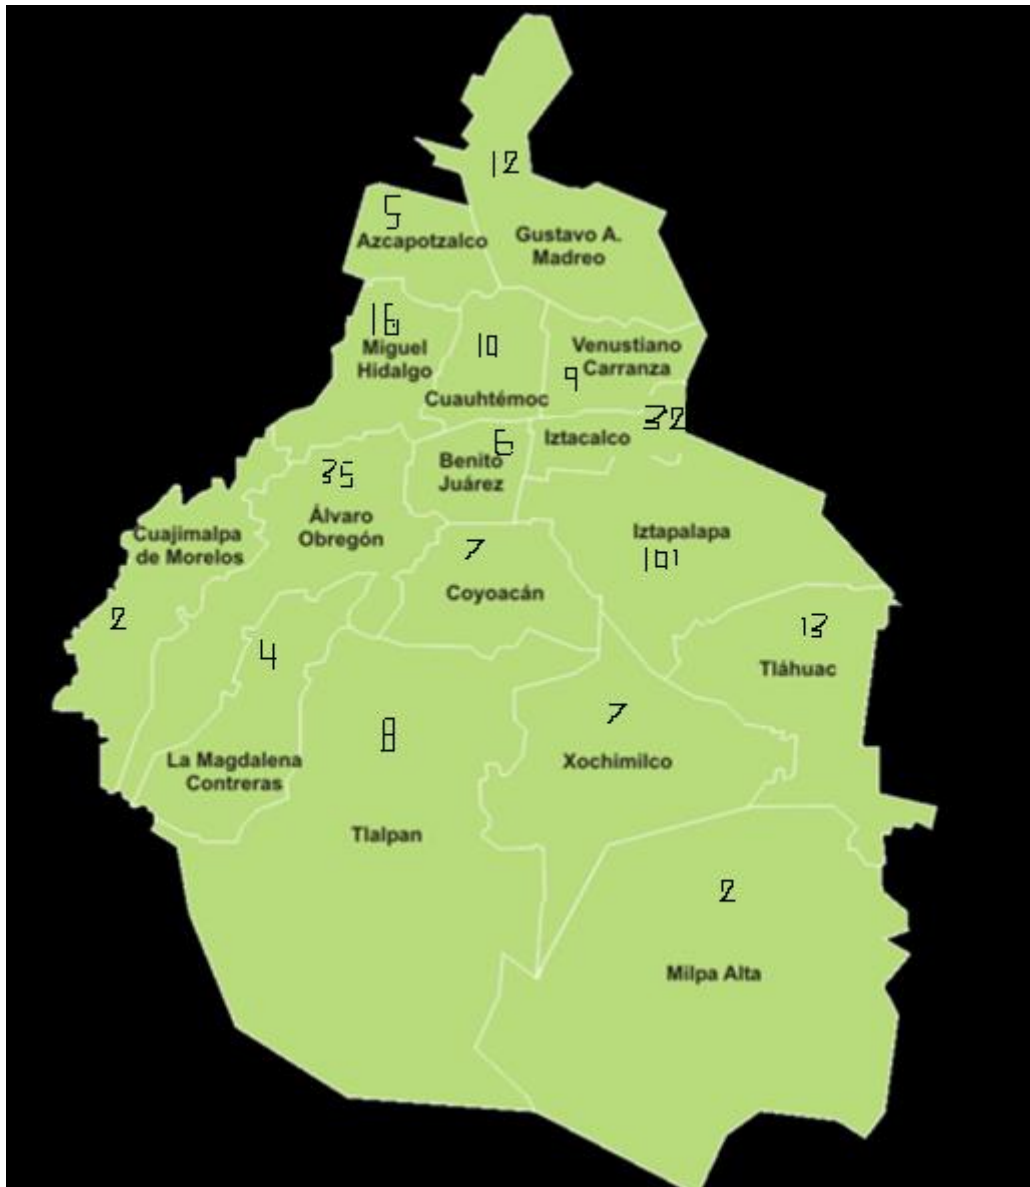 12
5
Azcapotzalco
Gustavo A.
Madreo
16
Miguel
Hidalgo
10
Cuauhtémoc
Venustiano
Carranza
9
32
Iztacalco
6
Benito
Juárez
35
Álvaro
Obregón
Cuajimalpa
de Morelos
2
Iztapalapa
101
7
Coyoacán
4
La Magdalena
Contreras
13
Tláhuac
8
Tlalpan
7
Xochimilco
2
Milpa Alta